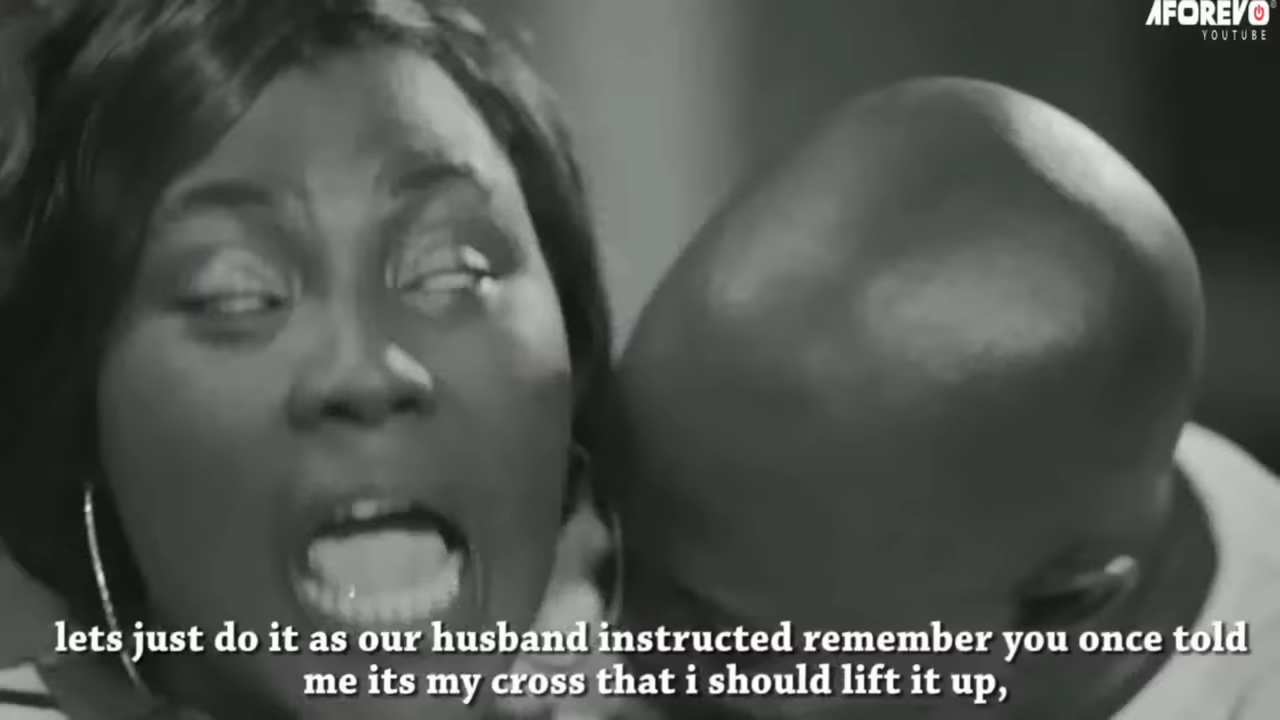 AFOREVO
YOUTUBE
lets just do it as our husband instructed remember you once told
me its my cross that i should lift it up,